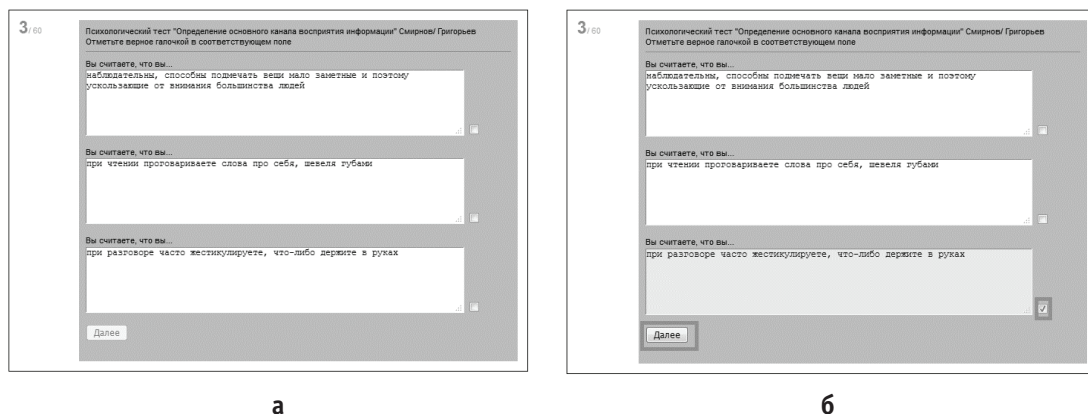 3/ 60
Психологический тест "Определение основного канала восприятия информации" Смирнов/ Григорьев
Отметьте верное галочкой в соответствующем поле
Вы считаете, что вы...
наблюдательны, способны подмечать вещи мало заметные и поэтому
ускользающие от внимания большинства людей
Вы считаете, что вы...
при чтении проговариваете слова про себя, шевеля губами
Вы считаете, что вы...
при разговоре часто жестикулируете, что-либо держите в руках
Далее
а
3/ 60
Психологический тест "Определение основного канала восприятия информации" Смирнов/ Григорьев
Отметьте верное галочкой в соответствующем поле
Вы считаете, что вы...
наблюдательны, способны подмечать вещи мало заметные и поэтому
ускользающие от внимания большинства людей
Вы считаете, что вы...
при чтении проговариваете слова про себя, шевеля губами
Вы считаете, что вы...
при разговоре часто жестикулируете, что-либо держите в руках
Далее
б